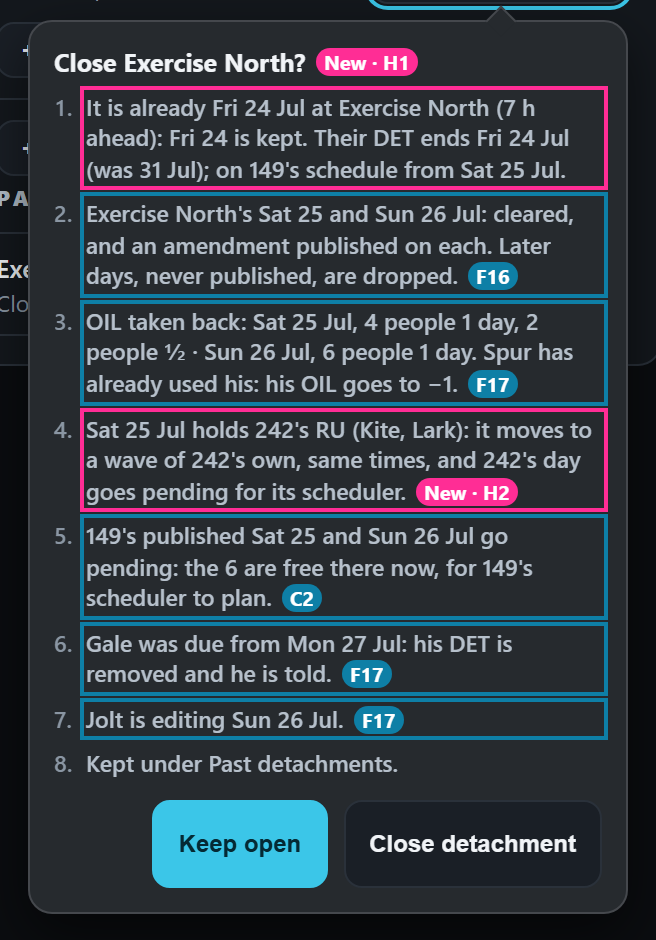 Close Exercise North? New · H1
1. It is already Fri 24 Jul at Exercise North (7 h
ahead): Fri 24 is kept. Their DET ends Fri 24 Jul
(was 31 Jul); on 149's schedule from Sat 25 Jul.
2. Exercise North's Sat 25 and Sun 26 Jul: cleared,
and an amendment published on each. Later
days, never published, are dropped. F16
3. OIL taken back: Sat 25 Jul, 4 people 1 day, 2
people ½ · Sun 26 Jul, 6 people 1 day. Spur has
already used his: his OIL goes to −1. F17
4. Sat 25 Jul holds 242's RU (Kite, Lark): it moves to
a wave of 242's own, same times, and 242's day
goes pending for its scheduler. New · H2
5. 149's published Sat 25 and Sun 26 Jul go
pending: the 6 are free there now, for 149's
scheduler to plan. C2
6. Gale was due from Mon 27 Jul: his DET is
removed and he is told. F17
7. Jolt is editing Sun 26 Jul. F17
8. Kept under Past detachments.
Keep open
Close detachment
PA
Exe
Clo